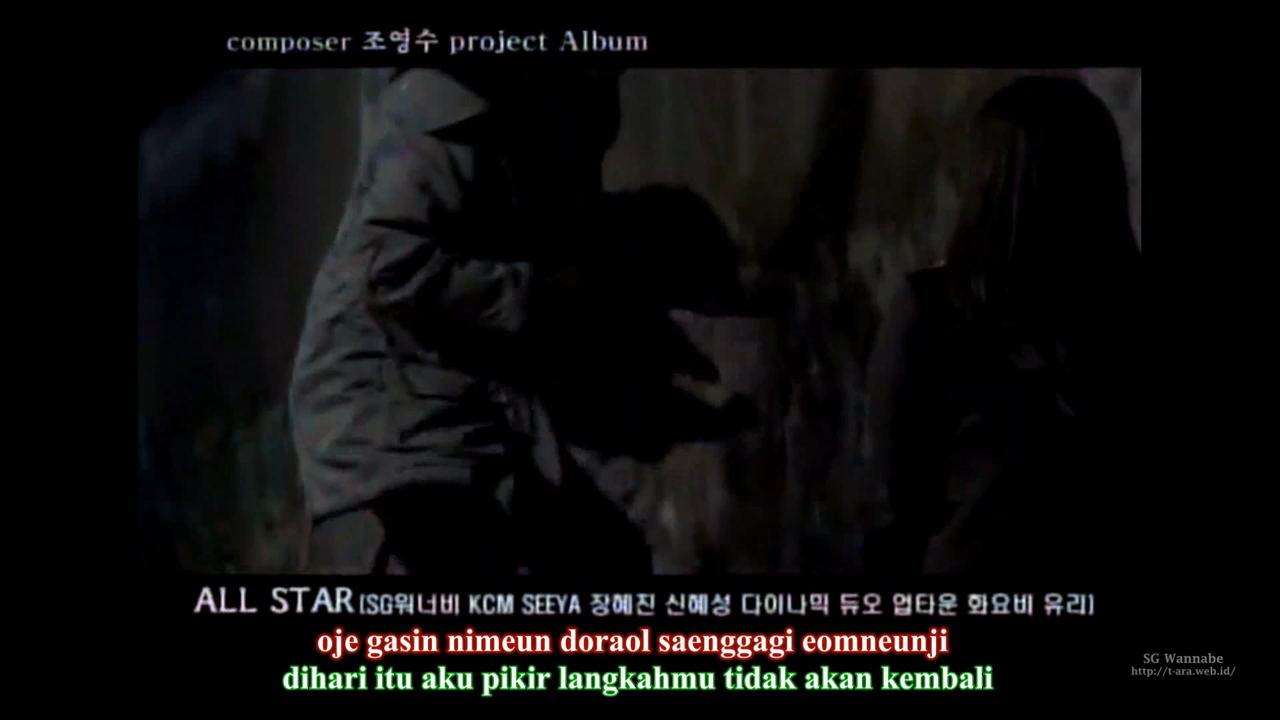 composer 조영수 project Album
ALL STAR [SG워너비 KCM SEEYA 장혜진 신혜성 다이나믹 듀오 업타운 화요비 유리]
oje gasin nimeun doraol saenggagi eomneunji
dihari itu aku pikir langkahmu tidak akan kembali
SG Wannabe
http://t-ara.web.id/